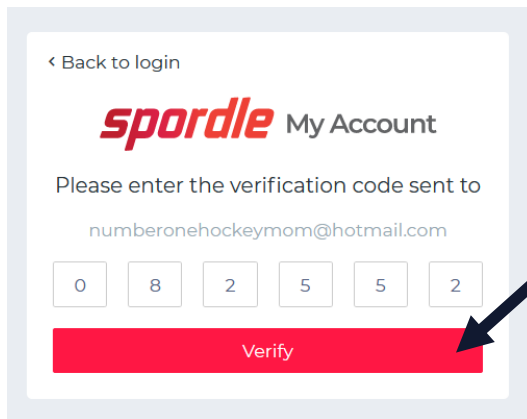 < Back to login
spordle My Account
Please enter the verification code sent to
numberonehockeymom@hotmail.com
0 8 2 5 5 2
Verify